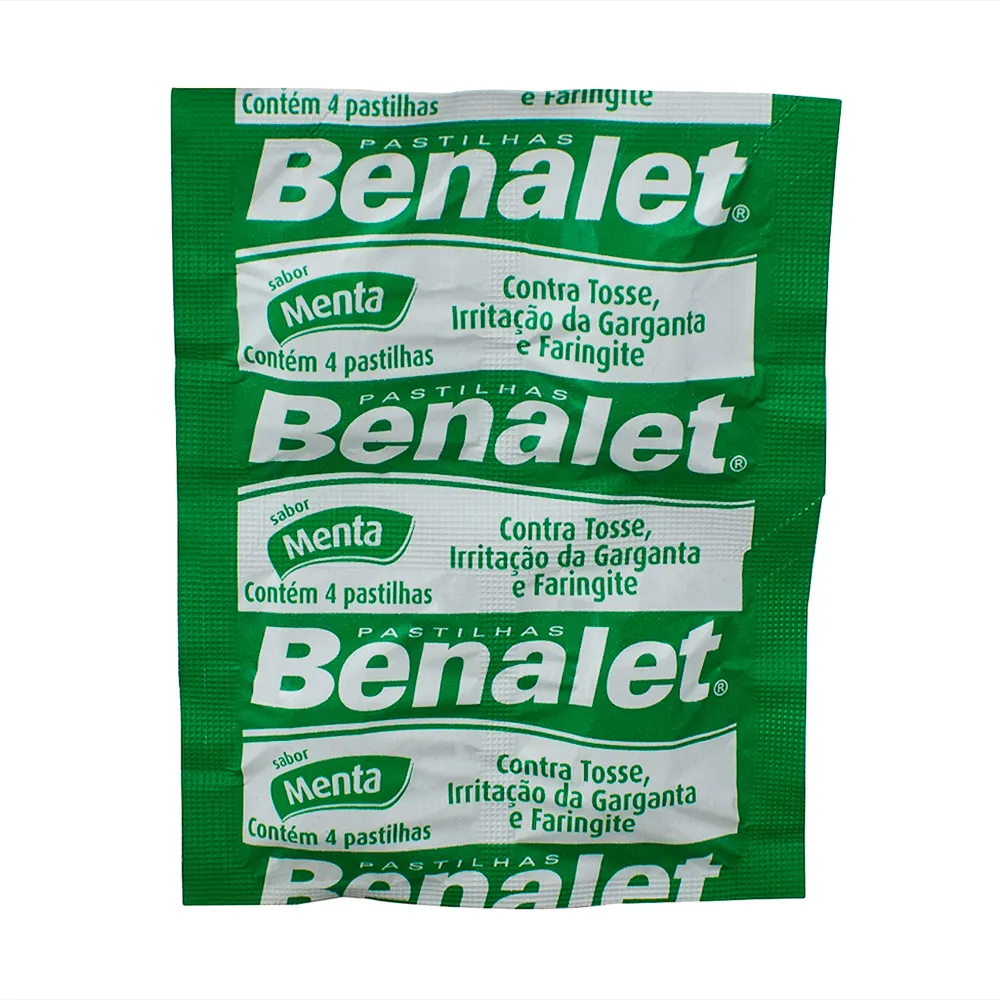 Contém 4 pastilhas
e Faringite
PASTILHAS
Benalet®
sabor
Menta
Contém 4 pastilhas
Contra Tosse,
Irritação da Garganta
e Faringite
PASTILHAS
Benalet®
sabor
Menta
Contém 4 pastilhas
Contra Tosse,
Irritação da Garganta
e Faringite
PASTILHAS
Benalet®
sabor
Menta
Contém 4 pastilhas
Contra Tosse,
Irritação da Garganta
e Faringite
PASTILHAS
Benalet